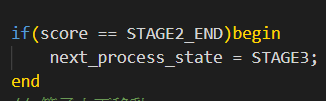 if(score == STAGE2_END)begin
    next_process_state = STAGE3;
end